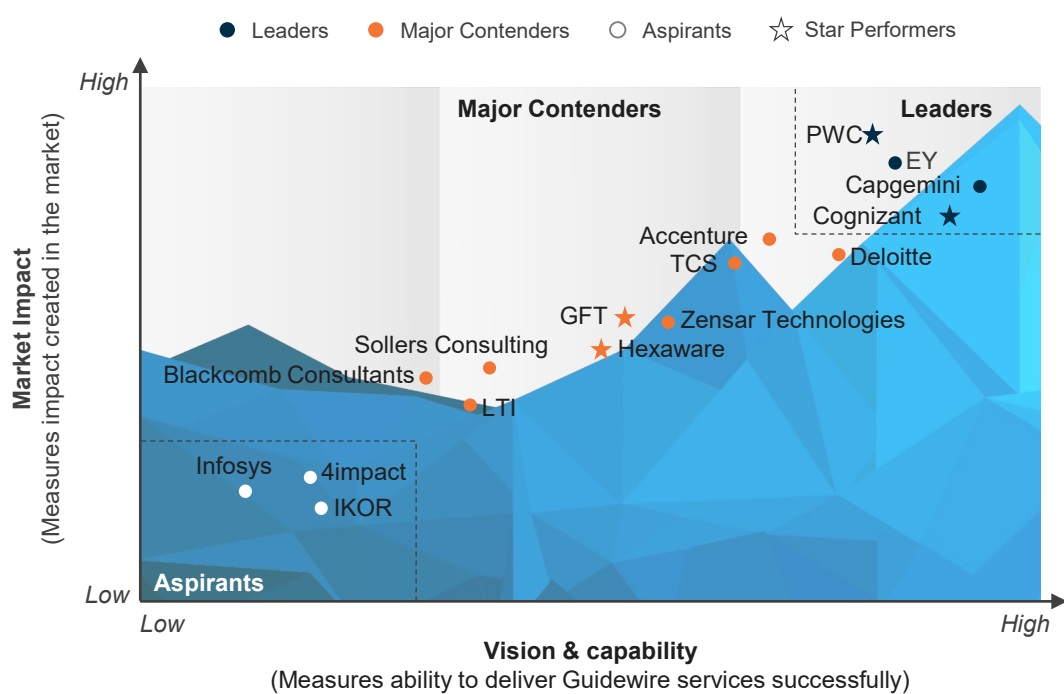 Leaders
Major Contenders
Aspirants
Star Performers
High
Major Contenders
Leaders
PWC
EY
Capgemini
Cognizant
Accenture
Deloitte
TCS
GFT
Zensar Technologies
Sollers Consulting
Hexaware
Blackcomb Consultants
LTI
Infosys
4impact
IKOR
Aspirants
Market Impact
(Measures impact created in the market)
Low
Low
High
Vision & capability
(Measures ability to deliver Guidewire services successfully)